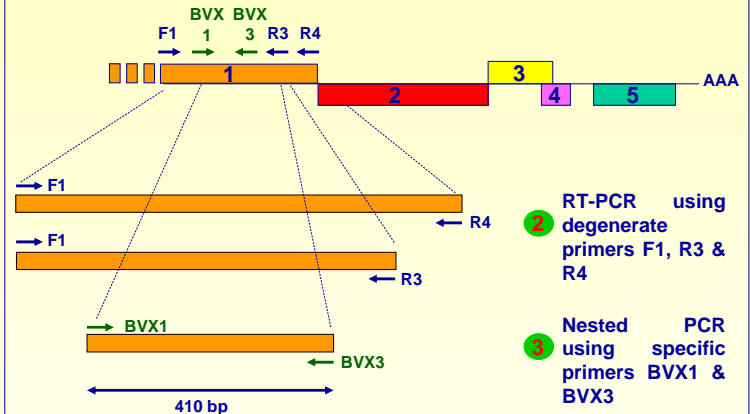 BVX BVX
F1 1 3 R3 R4
1
3
AAA
2
4
5
F1
R4
F1
R3
BVX1
BVX3
410 bp
2
RT-PCR using
degenerate
primers F1, R3 &
R4
3
Nested PCR
using specific
primers BVX1 &
BVX3